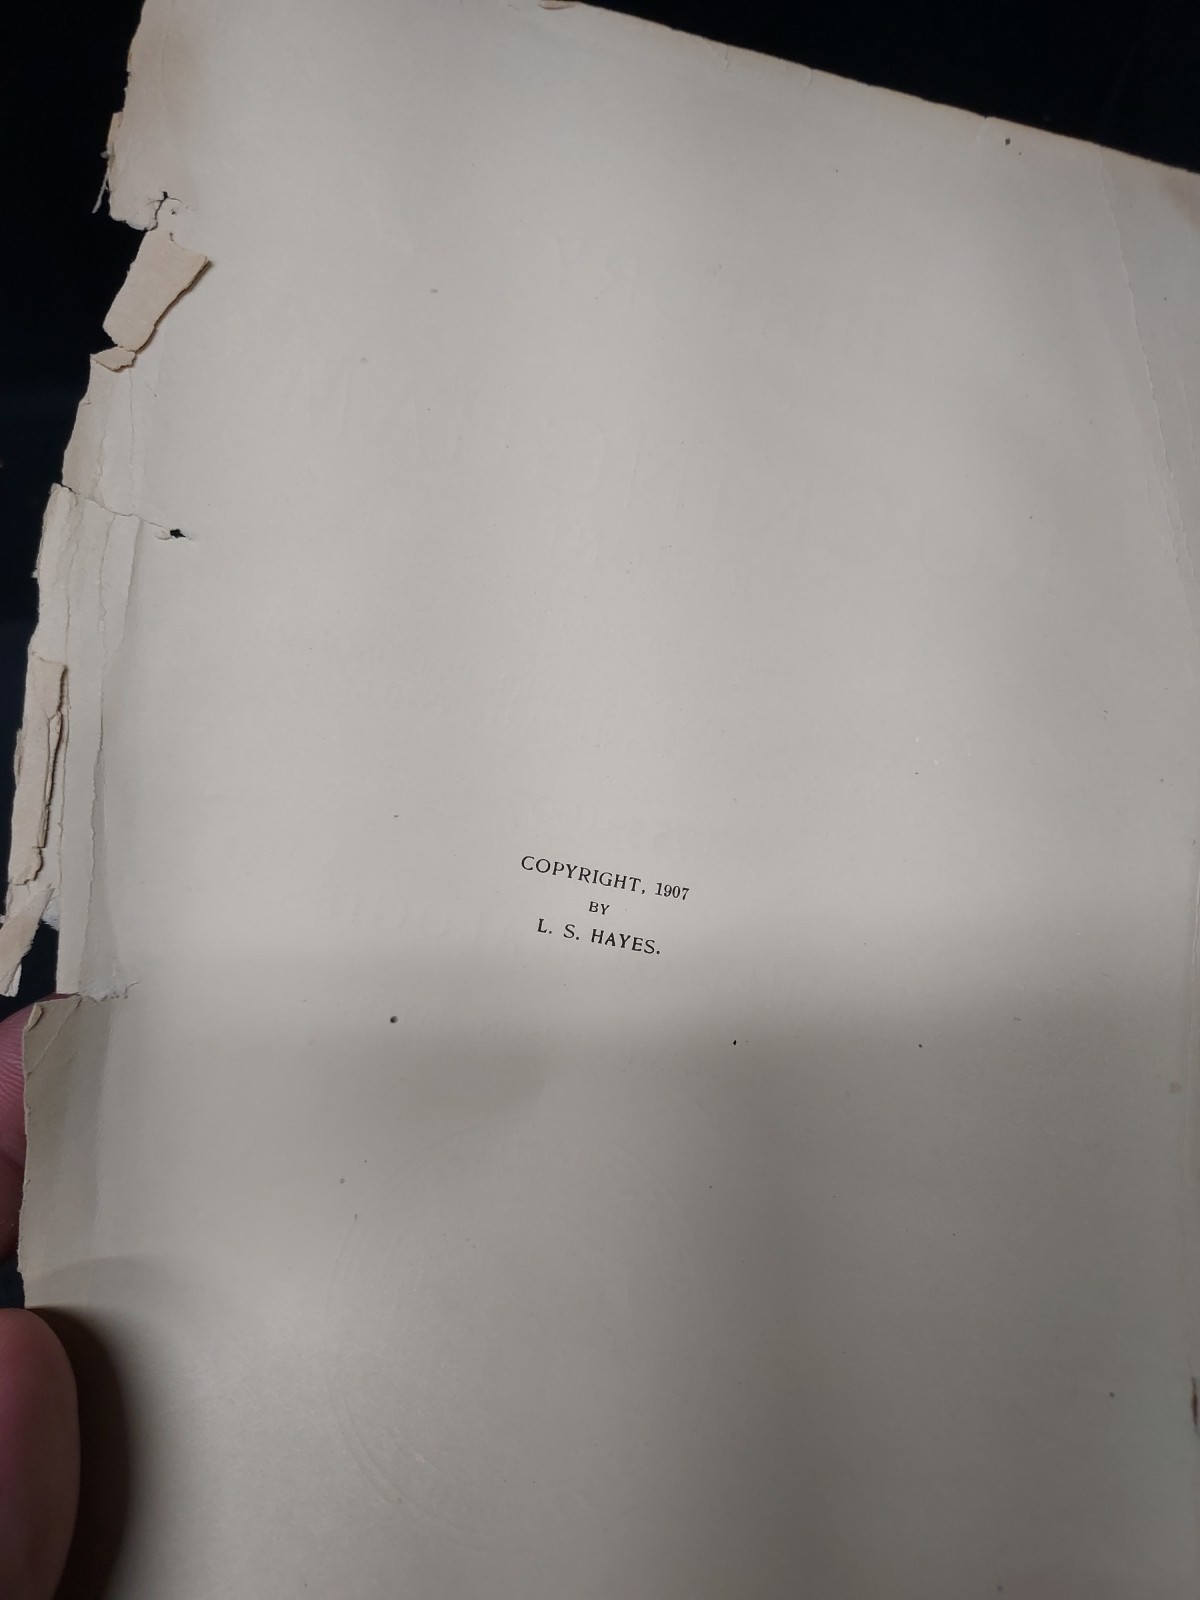 COPYRIGHT, 1907
BY
L. S. HAYES.